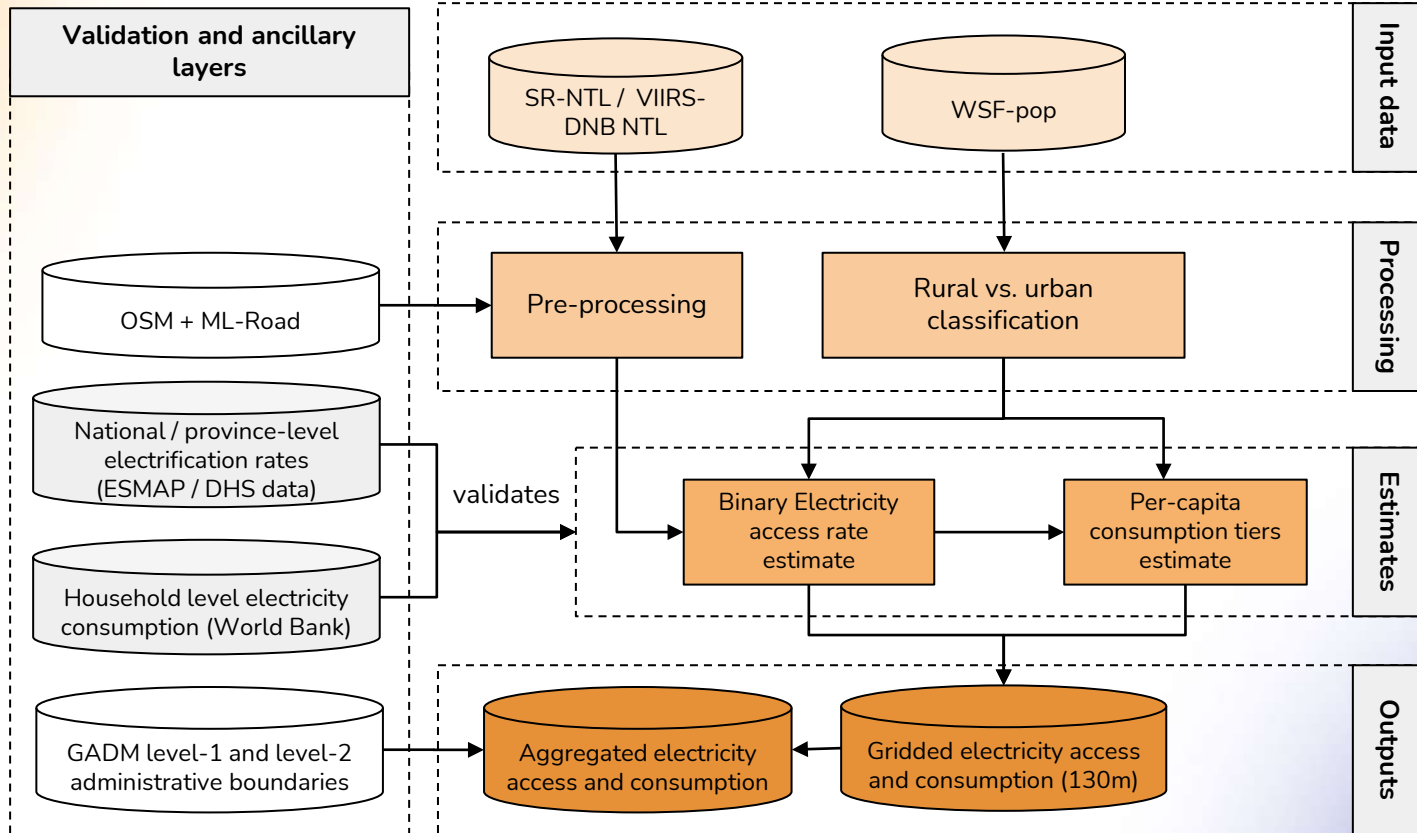 Validation and ancillary
layers
SR-NTL / VIIRS-
DNB NTL
WSF-pop
Input data
OSM + ML-Road
Pre-processing
Rural vs. urban
classification
Processing
National / province-level
electrification rates
(ESMAP / DHS data)
validates
Household level electricity
consumption (World Bank)
Binary Electricity
access rate
estimate
Per-capita
consumption tiers
estimate
Estimates
GADM level-1 and level-2
administrative boundaries
Aggregated electricity
access and consumption
Gridded electricity access
and consumption (130m)
Outputs